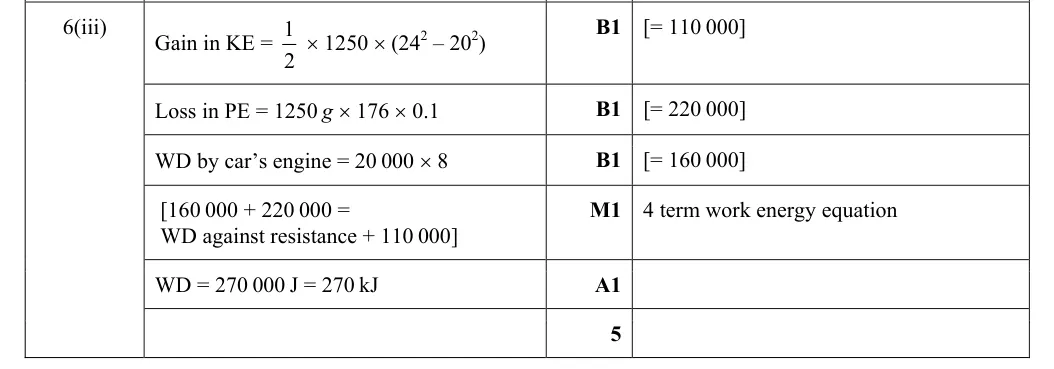 6(iii)
Gain in KE = 1/2 × 1250 × (24² – 20²)
B1
[= 110 000]
Loss in PE = 1250 g × 176 × 0.1
B1
[= 220 000]
WD by car’s engine = 20 000 × 8
B1
[= 160 000]
[160 000 + 220 000 =
WD against resistance + 110 000]
M1
4 term work energy equation
WD = 270 000 J = 270 kJ
A1
5